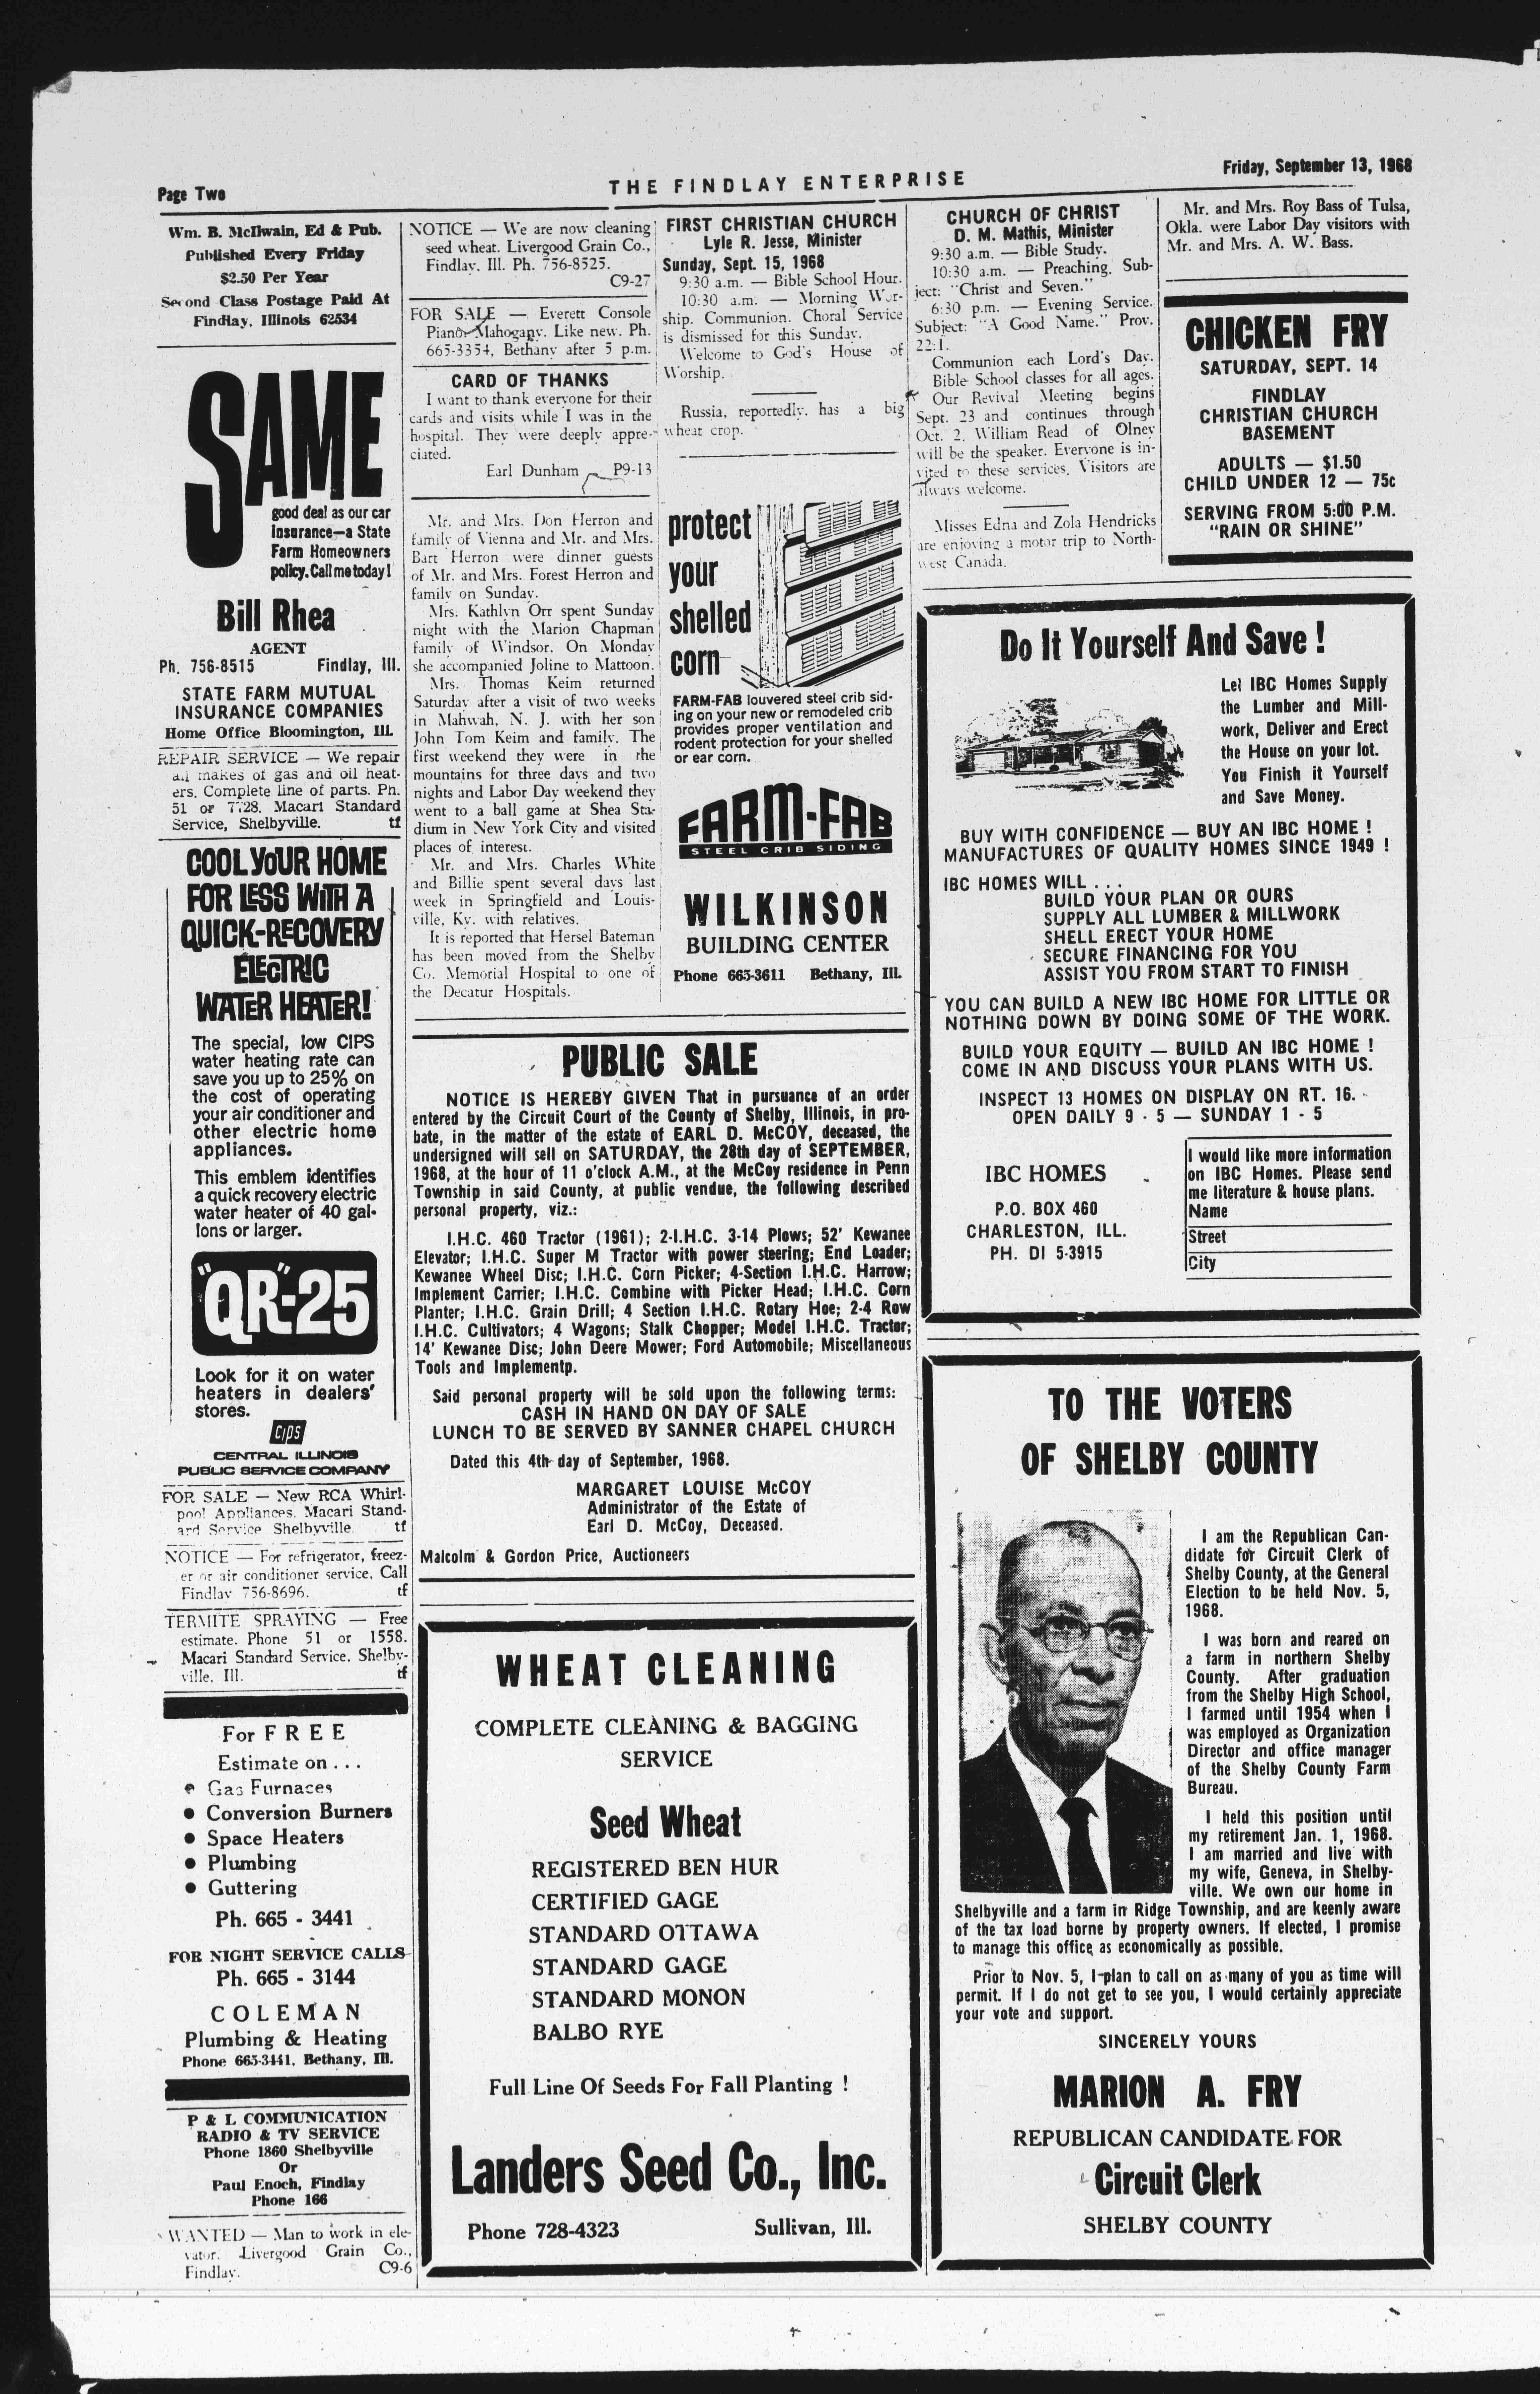 Page Two
THE FINDLAY ENTERPRISE
Friday, September 13, 1968
Wm. B. McIlwain, Ed & Pub.
Published Every Friday
$2.50 Per Year
Second Class Postage Paid At
Findlay, Illinois 62534
SAME
good deal as our car
insurance—a State
Farm Homeowners
policy. Call me today!
Bill Rhea
AGENT
Ph. 756-8515 Findlay, Ill.
STATE FARM MUTUAL
INSURANCE COMPANIES
Home Office Bloomington, Ill.
REPAIR SERVICE — We repair
all makes of gas and oil heat-
ers. Complete line of parts. Pn.
51 or 7728. Macari Standard
Service, Shelbyville. tf
COOL YOUR HOME
FOR LESS WITH A
QUICK-RECOVERY
ELECTRIC
WATER HEATER!
The special, low CIPS
water heating rate can
save you up to 25% on
the cost of operating
your air conditioner and
other electric home
appliances.
This emblem identifies
a quick recovery electric
water heater of 40 gal-
lons or larger.
"QR"-25
Look for it on water
heaters in dealers'
stores.
CIPS
CENTRAL ILLINOIS
PUBLIC SERVICE COMPANY
FOR SALE — New RCA Whirl-
pool Appliances. Macari Stand-
ard Service Shelbyville. tf
NOTICE — For refrigerator, freez-
er or air conditioner service, Call
Findlay 756-8696. tf
TERMITE SPRAYING — Free
estimate. Phone 51 or 1558.
Macari Standard Service, Shelby-
ville, Ill. tf
For F R E E
Estimate on . . .
● Gas Furnaces
● Conversion Burners
● Space Heaters
● Plumbing
● Guttering
Ph. 665 - 3441
FOR NIGHT SERVICE CALLS
Ph. 665 - 3144
COLEMAN
Plumbing & Heating
Phone 665-3441, Bethany, Ill.
P & L COMMUNICATION
RADIO & TV SERVICE
Phone 1860 Shelbyville
Or
Paul Enoch, Findlay
Phone 166
WANTED — Man to work in ele-
vator. Livergood Grain Co.,
Findlay. C9-6
NOTICE — We are now cleaning
seed wheat. Livergood Grain Co.,
Findlay, Ill. Ph. 756-8525.
C9-27
FOR SALE — Everett Console
Piano Mahogany. Like new. Ph.
665-3354, Bethany after 5 p.m.
CARD OF THANKS
I want to thank everyone for their
cards and visits while I was in the
hospital. They were deeply appre-
ciated.
Earl Dunham P9-13
Mr. and Mrs. Don Herron and
family of Vienna and Mr. and Mrs.
Bart Herron were dinner guests
of Mr. and Mrs. Forest Herron and
family on Sunday.
Mrs. Kathlyn Orr spent Sunday
night with the Marion Chapman
family of Windsor. On Monday
she accompanied Joline to Mattoon.
Mrs. Thomas Keim returned
Saturday after a visit of two weeks
in Mahwah, N. J. with her son
John Tom Keim and family. The
first weekend they were in the
mountains for three days and two
nights and Labor Day weekend they
went to a ball game at Shea Sta-
dium in New York City and visited
places of interest.
Mr. and Mrs. Charles White
and Billie spent several days last
week in Springfield and Louis-
ville, Ky. with relatives.
It is reported that Hersel Bateman
has been moved from the Shelby
Co. Memorial Hospital to one of
the Decatur Hospitals.
FIRST CHRISTIAN CHURCH
Lyle R. Jesse, Minister
Sunday, Sept. 15, 1968
9:30 a.m. — Bible School Hour.
10:30 a.m. — Morning Wor-
ship. Communion. Choral Service
is dismissed for this Sunday.
Welcome to God's House of
Worship.
Russia, reportedly, has a big
wheat crop.
protect
your
shelled
corn
FARM-FAB louvered steel crib sid-
ing on your new or remodeled crib
provides proper ventilation and
rodent protection for your shelled
or ear corn.
FARM-FAB
STEEL CRIB SIDING
WILKINSON
BUILDING CENTER
Phone 665-3611 Bethany, Ill.
PUBLIC SALE
NOTICE IS HEREBY GIVEN That in pursuance of an order
entered by the Circuit Court of the County of Shelby, Illinois, in pro-
bate, in the matter of the estate of EARL D. McCOY, deceased, the
undersigned will sell on SATURDAY, the 28th day of SEPTEMBER,
1968, at the hour of 11 o'clock A.M., at the McCoy residence in Penn
Township in said County, at public vendue, the following described
personal property, viz.:
I.H.C. 460 Tractor (1961); 2-I.H.C. 3-14 Plows; 52' Kewanee
Elevator; I.H.C. Super M Tractor with power steering; End Loader;
Kewanee Wheel Disc; I.H.C. Corn Picker; 4-Section I.H.C. Harrow;
Implement Carrier; I.H.C. Combine with Picker Head; I.H.C. Corn
Planter; I.H.C. Grain Drill; 4 Section I.H.C. Rotary Hoe; 2-4 Row
I.H.C. Cultivators; 4 Wagons; Stalk Chopper; Model I.H.C. Tractor;
14' Kewanee Disc; John Deere Mower; Ford Automobile; Miscellaneous
Tools and Implementp.
Said personal property will be sold upon the following terms:
CASH IN HAND ON DAY OF SALE
LUNCH TO BE SERVED BY SANNER CHAPEL CHURCH
Dated this 4th day of September, 1968.
MARGARET LOUISE McCOY
Administrator of the Estate of
Earl D. McCoy, Deceased.
Malcolm & Gordon Price, Auctioneers
WHEAT CLEANING
COMPLETE CLEANING & BAGGING
SERVICE
Seed Wheat
REGISTERED BEN HUR
CERTIFIED GAGE
STANDARD OTTAWA
STANDARD GAGE
STANDARD MONON
BALBO RYE
Full Line Of Seeds For Fall Planting !
Landers Seed Co., Inc.
Phone 728-4323 Sullivan, Ill.
CHURCH OF CHRIST
D. M. Mathis, Minister
9:30 a.m. — Bible Study.
10:30 a.m. — Preaching. Sub-
ject: "Christ and Seven."
6:30 p.m. — Evening Service.
Subject: "A Good Name." Prov.
22:1.
Communion each Lord's Day.
Bible School classes for all ages.
Our Revival Meeting begins
Sept. 23 and continues through
Oct. 2. William Read of Olney
will be the speaker. Everyone is in-
vited to these services. Visitors are
always welcome.
Misses Edna and Zola Hendricks
are enjoying a motor trip to North-
west Canada.
Mr. and Mrs. Roy Bass of Tulsa,
Okla. were Labor Day visitors with
Mr. and Mrs. A. W. Bass.
CHICKEN FRY
SATURDAY, SEPT. 14
FINDLAY
CHRISTIAN CHURCH
BASEMENT
ADULTS — $1.50
CHILD UNDER 12 — 75c
SERVING FROM 5:00 P.M.
"RAIN OR SHINE"
Do It Yourself And Save !
Let IBC Homes Supply
the Lumber and Mill-
work, Deliver and Erect
the House on your lot.
You Finish it Yourself
and Save Money.
BUY WITH CONFIDENCE — BUY AN IBC HOME !
MANUFACTURES OF QUALITY HOMES SINCE 1949 !
IBC HOMES WILL . . .
BUILD YOUR PLAN OR OURS
SUPPLY ALL LUMBER & MILLWORK
SHELL ERECT YOUR HOME
SECURE FINANCING FOR YOU
ASSIST YOU FROM START TO FINISH
YOU CAN BUILD A NEW IBC HOME FOR LITTLE OR
NOTHING DOWN BY DOING SOME OF THE WORK.
BUILD YOUR EQUITY — BUILD AN IBC HOME !
COME IN AND DISCUSS YOUR PLANS WITH US.
INSPECT 13 HOMES ON DISPLAY ON RT. 16.
OPEN DAILY 9 - 5 — SUNDAY 1 - 5
IBC HOMES
P.O. BOX 460
CHARLESTON, ILL.
PH. DI 5-3915
I would like more information
on IBC Homes. Please send
me literature & house plans.
Name
Street
City
TO THE VOTERS
OF SHELBY COUNTY
I am the Republican Can-
didate for Circuit Clerk of
Shelby County, at the General
Election to be held Nov. 5,
1968.
I was born and reared on
a farm in northern Shelby
County. After graduation
from the Shelby High School,
I farmed until 1954 when I
was employed as Organization
Director and office manager
of the Shelby County Farm
Bureau.
I held this position until
my retirement Jan. 1, 1968.
I am married and live with
my wife, Geneva, in Shelby-
ville. We own our home in
Shelbyville and a farm in Ridge Township, and are keenly aware
of the tax load borne by property owners. If elected, I promise
to manage this office as economically as possible.
Prior to Nov. 5, I plan to call on as many of you as time will
permit. If I do not get to see you, I would certainly appreciate
your vote and support.
SINCERELY YOURS
MARION A. FRY
REPUBLICAN CANDIDATE FOR
Circuit Clerk
SHELBY COUNTY